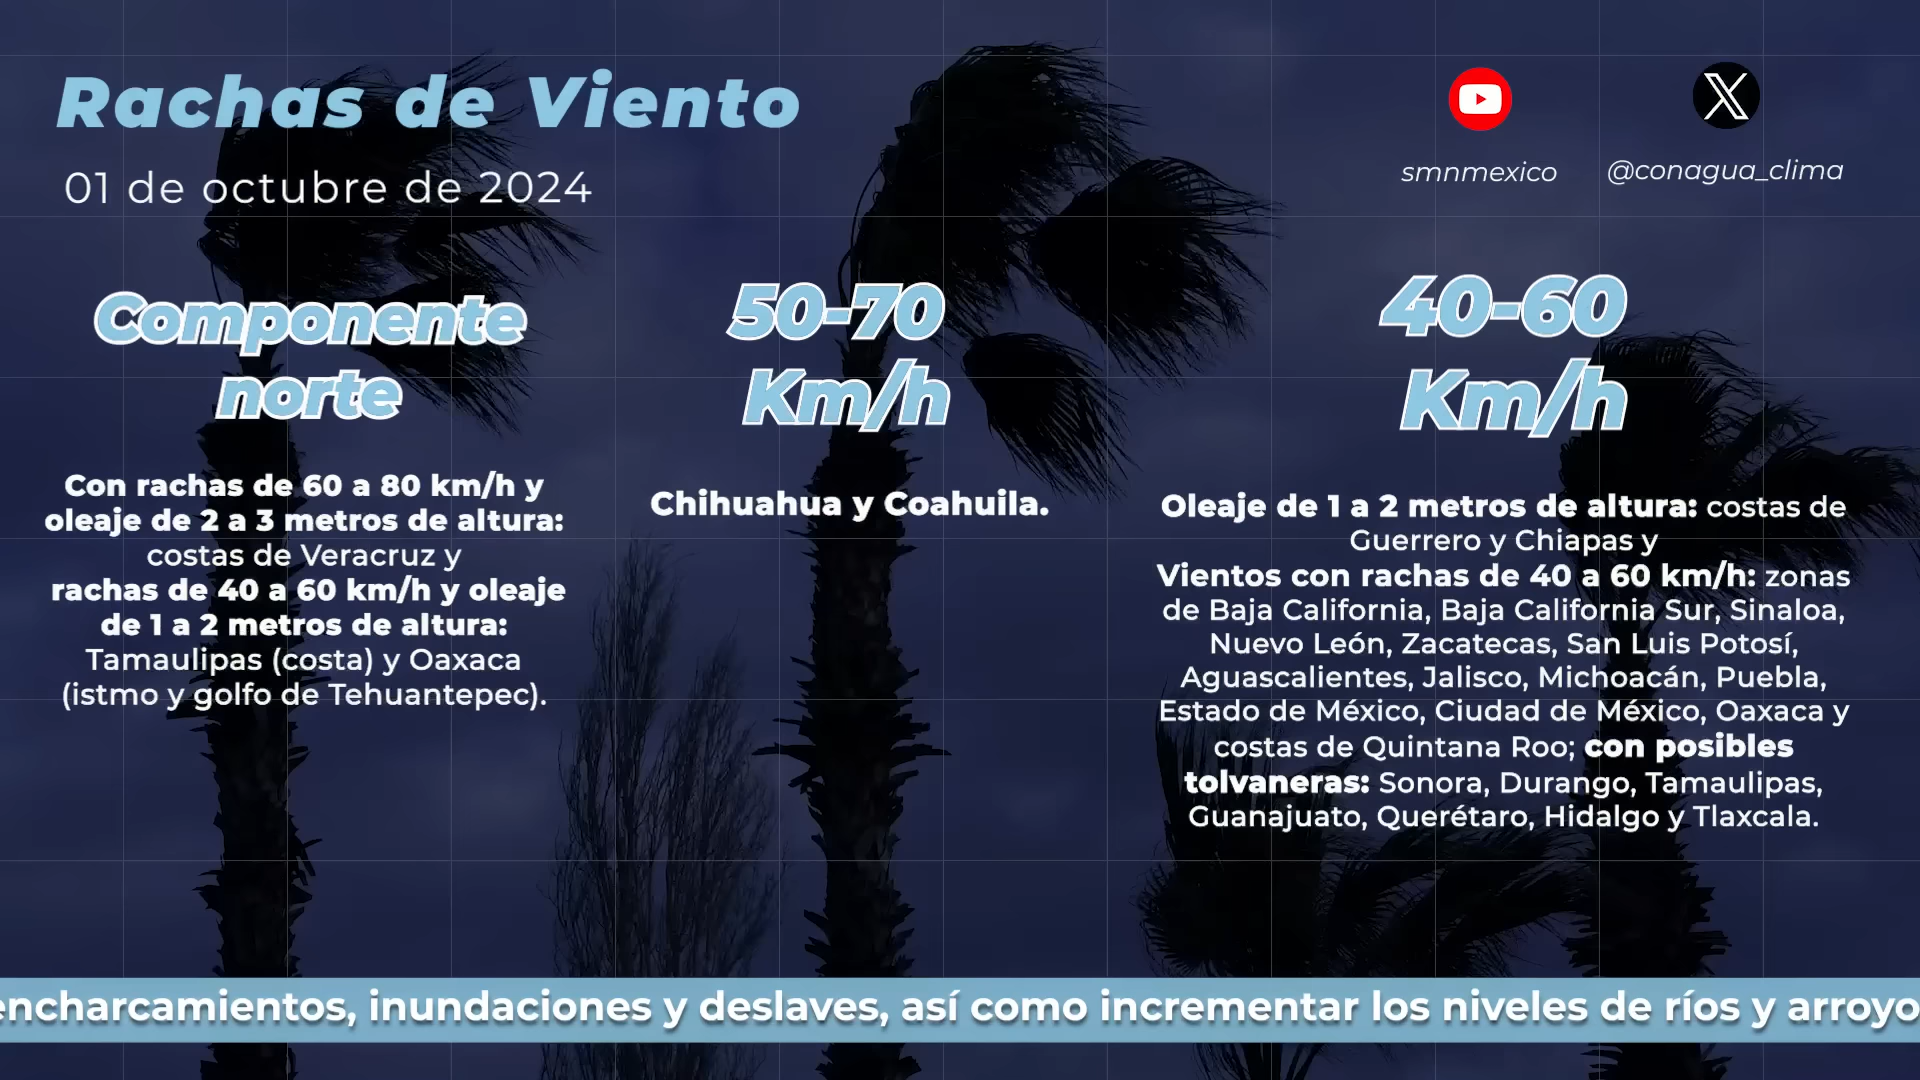 Rachas de Viento
01 de octubre de 2024
smnmexico
@conagua_clima
Componente
norte
Con rachas de 60 a 80 km/h y
oleaje de 2 a 3 metros de altura:
costas de Veracruz y
rachas de 40 a 60 km/h y oleaje
de 1 a 2 metros de altura:
Tamaulipas (costa) y Oaxaca
(istmo y golfo de Tehuantepec).
50-70
Km/h
Chihuahua y Coahuila.
40-60
Km/h
Oleaje de 1 a 2 metros de altura: costas de
Guerrero y Chiapas y
Vientos con rachas de 40 a 60 km/h: zonas
de Baja California, Baja California Sur, Sinaloa,
Nuevo León, Zacatecas, San Luis Potosí,
Aguascalientes, Jalisco, Michoacán, Puebla,
Estado de México, Ciudad de México, Oaxaca y
costas de Quintana Roo; con posibles
tolvaneras: Sonora, Durango, Tamaulipas,
Guanajuato, Querétaro, Hidalgo y Tlaxcala.
encharcamientos, inundaciones y deslaves, así como incrementar los niveles de ríos y arroyo